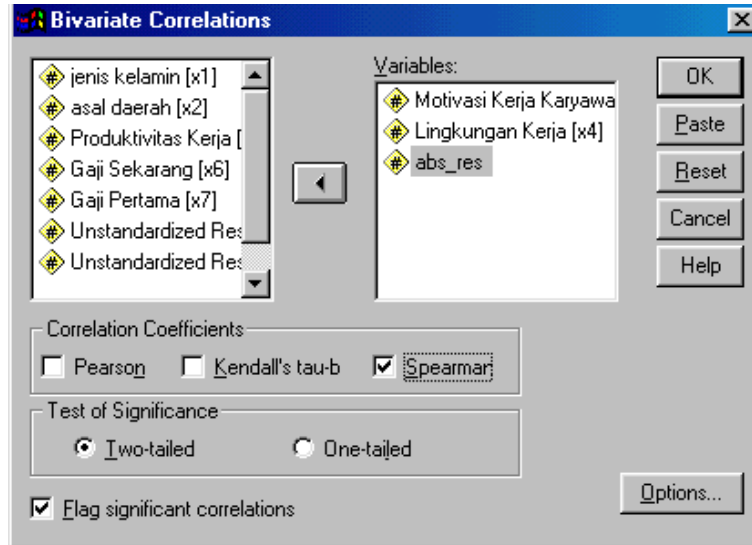 Bivariate Correlations
jenis kelamin [x1]
asal daerah [x2]
Produktivitas Kerja [
Gaji Sekarang [x6]
Gaji Pertama [x7]
Unstandardized Res
Unstandardized Res
Variables:
Motivasi Kerja Karyawa
Lingkungan Kerja [x4]
abs_res
OK
Paste
Reset
Cancel
Help
Correlation Coefficients
Pearson Kendall's tau-b Spearman
Test of Significance
Two-tailed One-tailed
Flag significant correlations
Options...